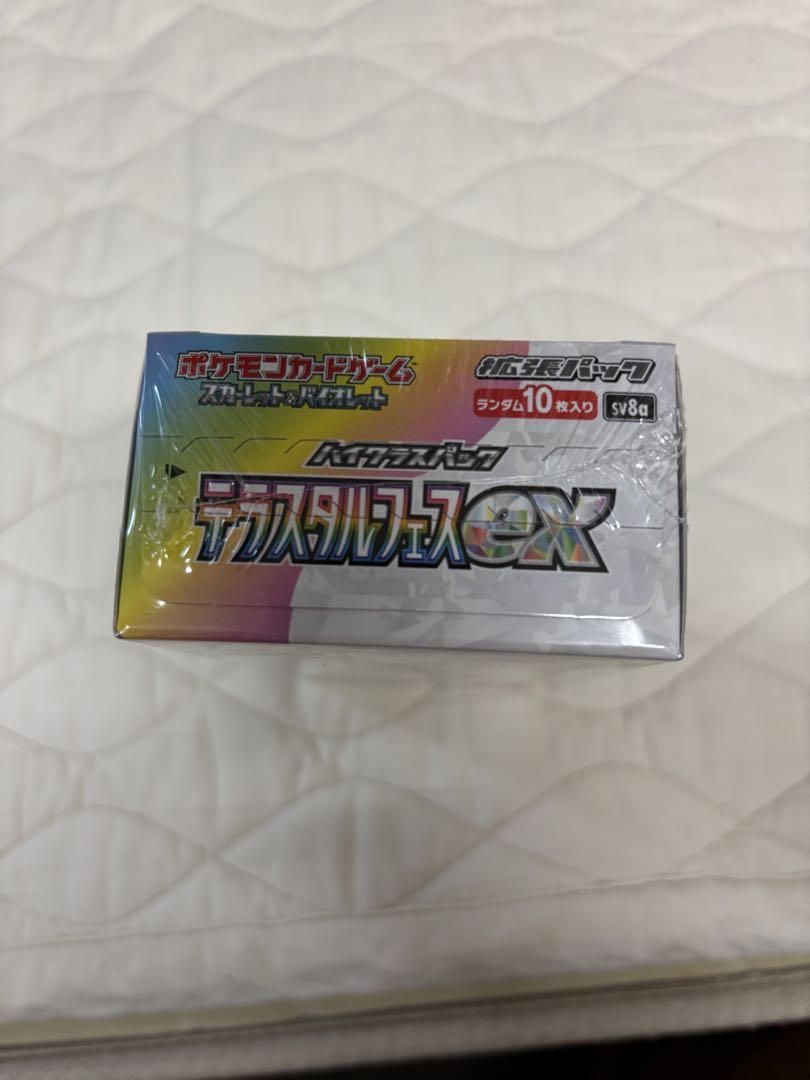 ポケモンカードゲーム
スカーレット&バイオレット
拡張パック
ランダム10枚入り
sv8a
ハイクラスパック
テラスタルフェスex